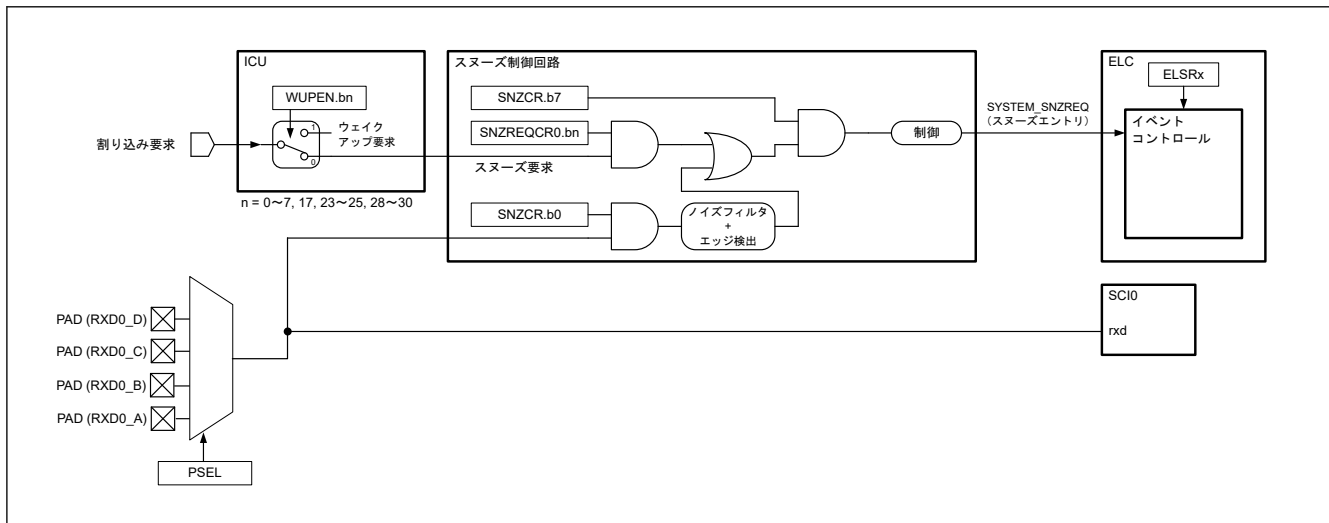 ICU
WUPEN.bn
割り込み要求
1
ウェイク
アップ要求
0
n = 0～7, 17, 23～25, 28～30
スヌーズ制御回路
SNZCR.b7
SNZREQCR0.bn
スヌーズ要求
SNZCR.b0
ノイズフィルタ
+
エッジ検出
制御
SYSTEM_SNZREQ
（スヌーズエントリ）
ELC
ELSRx
イベント
コントロール
PAD (RXD0_D)
PAD (RXD0_C)
PAD (RXD0_B)
PAD (RXD0_A)
PSEL
SCI0
rxd